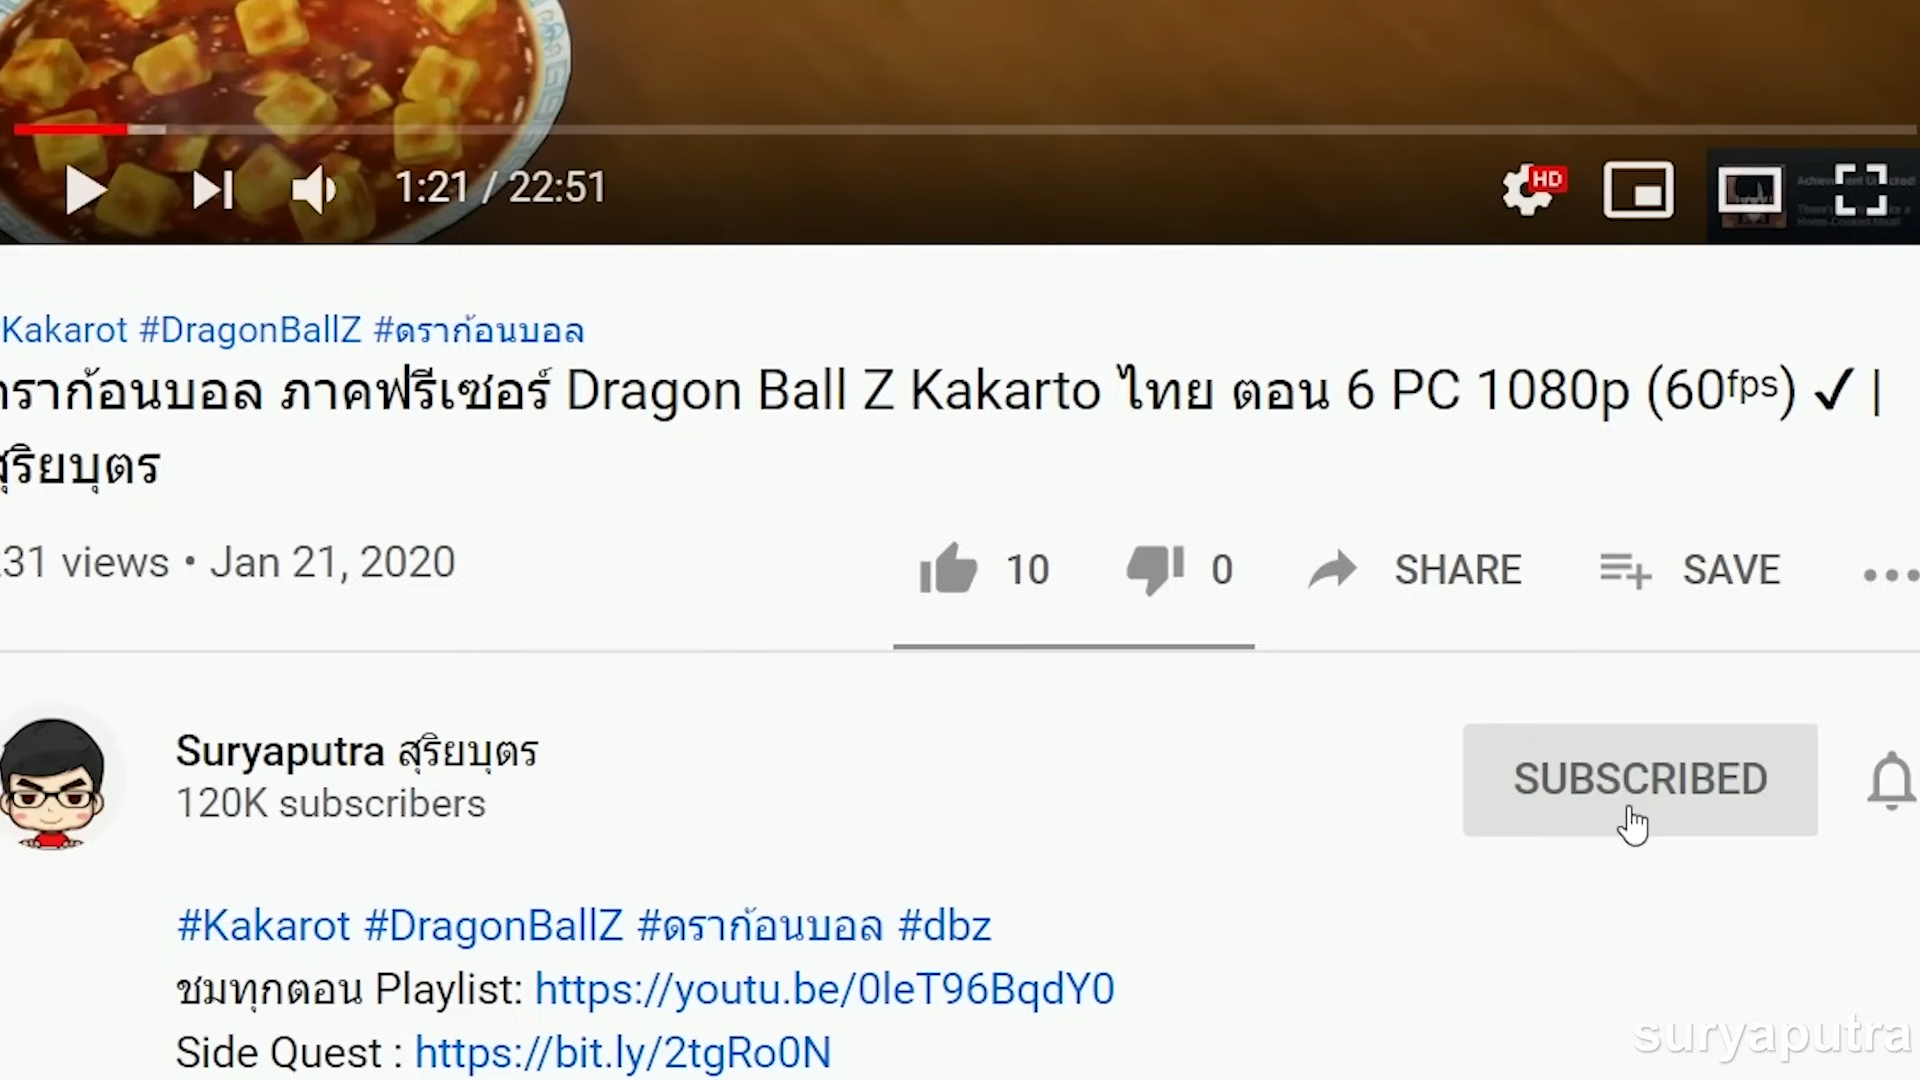 1:21 / 22:51
HD
Kakarot #DragonBallZ #ดราก้อนบอล
ดราก้อนบอล ภาคฟรีเซอร์ Dragon Ball Z Kakarto ไทย ตอน 6 PC 1080p (60fps) ✓ |
สุริยบุตร
31 views • Jan 21, 2020
10 0 SHARE SAVE
Suryaputra สุริยบุตร
120K subscribers
SUBSCRIBED
#Kakarot #DragonBallZ #ดราก้อนบอล #dbz
ชมทุกตอน Playlist: https://youtu.be/0leT96BqdY0
Side Quest : https://bit.ly/2tgRo0N
suryaputra